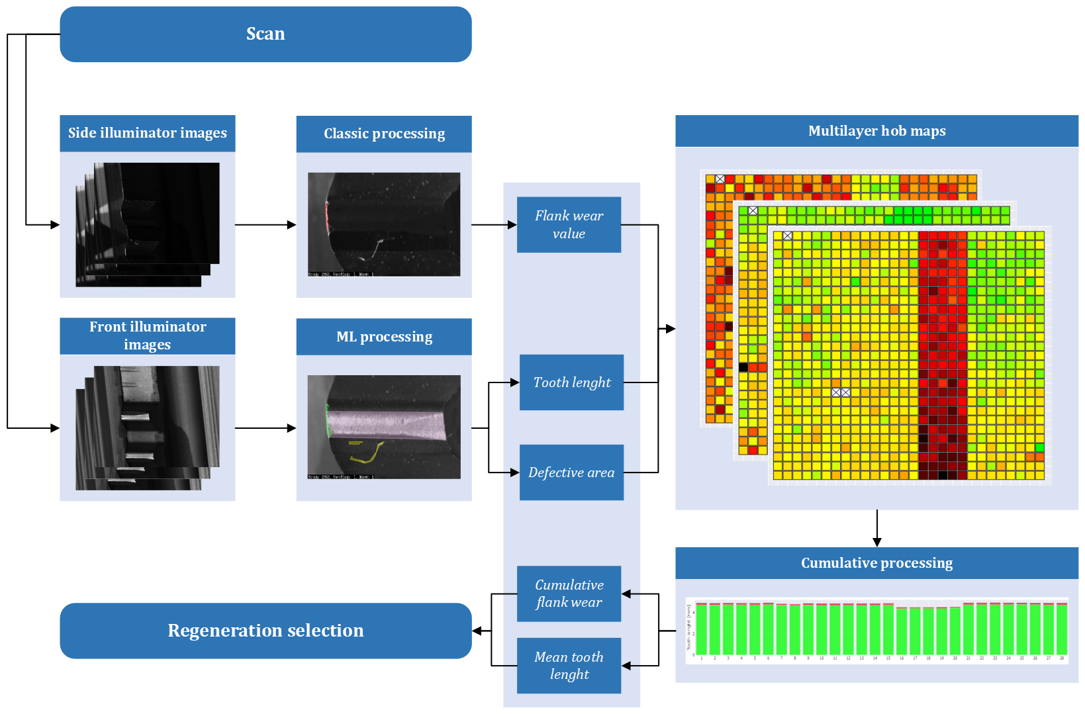 Scan
Side illuminator images
Classic processing
Multilayer hob maps
Flank wear
value
Front illuminator
images
ML processing
Tooth lenght
Defective area
Cumulative processing
Cumulative
flank wear
Regeneration selection
Mean tooth
lenght
1 2 3 4 5 6 7 8 9 10 11 12 13 14 15 16 17 18 19 20 21 22 23 24 25 26 27 28